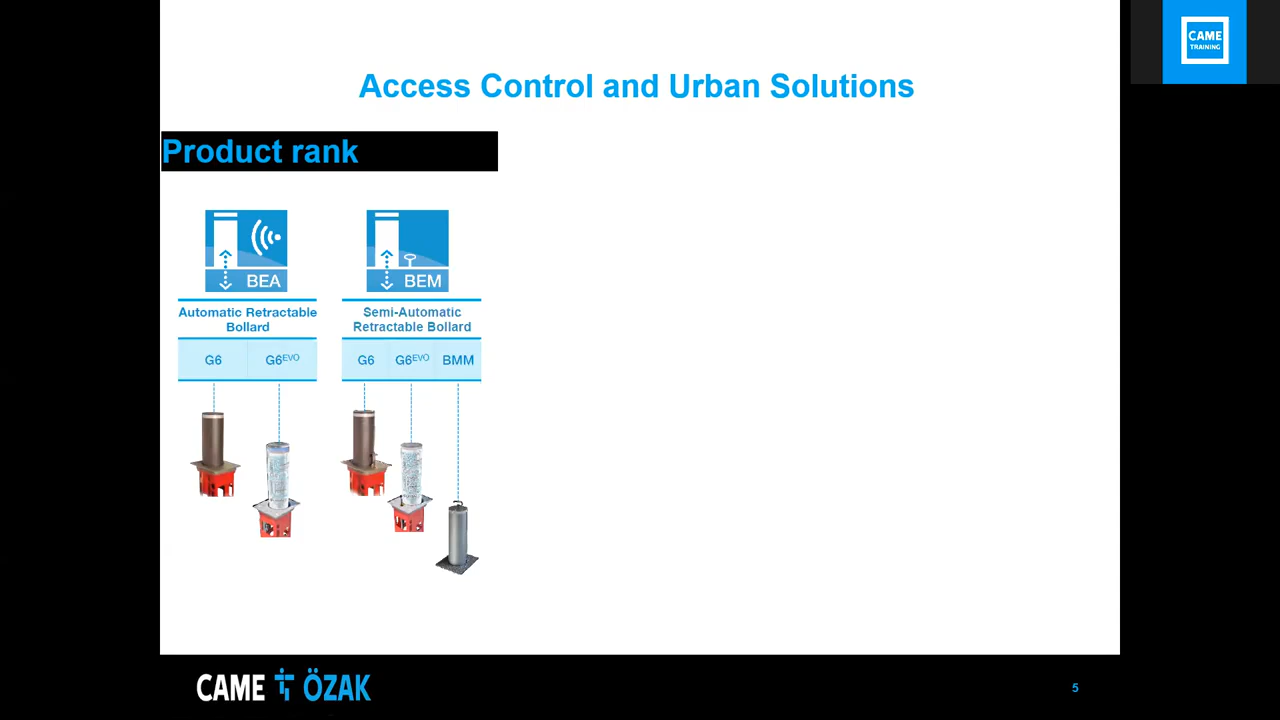 CAME
TRAINING
Access Control and Urban Solutions
Product rank
BEA
BEM
Automatic Retractable
Bollard
Semi-Automatic
Retractable Bollard
G6 G6EVO
G6 G6EVO BMM
CAME ÖZAK
5